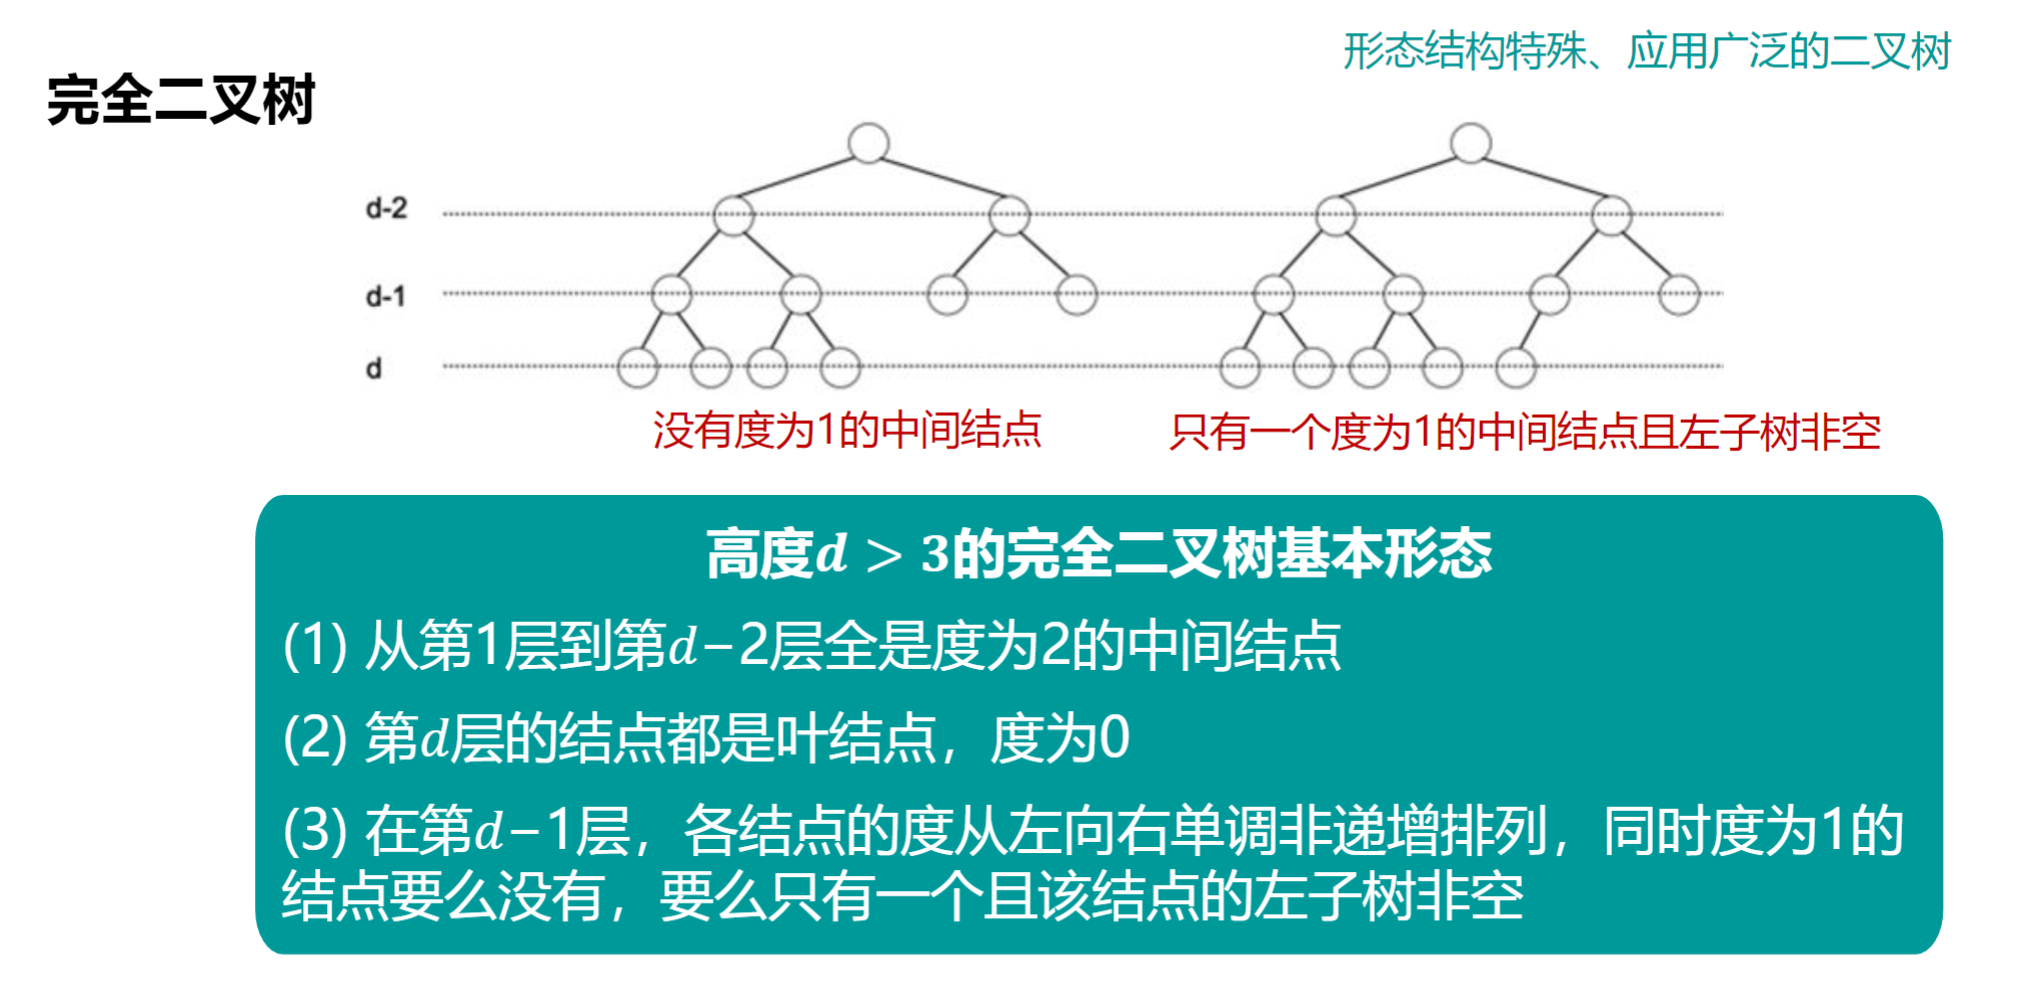 形态结构特殊、应用广泛的二叉树
完全二叉树
d-2
d-1
d
没有度为1的中间结点
只有一个度为1的中间结点且左子树非空
高度d > 3的完全二叉树基本形态
(1) 从第1层到第d−2层全是度为2的中间结点
(2) 第d层的结点都是叶结点，度为0
(3) 在第d−1层，各结点的度从左向右单调非递增排列，同时度为1的
结点要么没有，要么只有一个且该结点的左子树非空